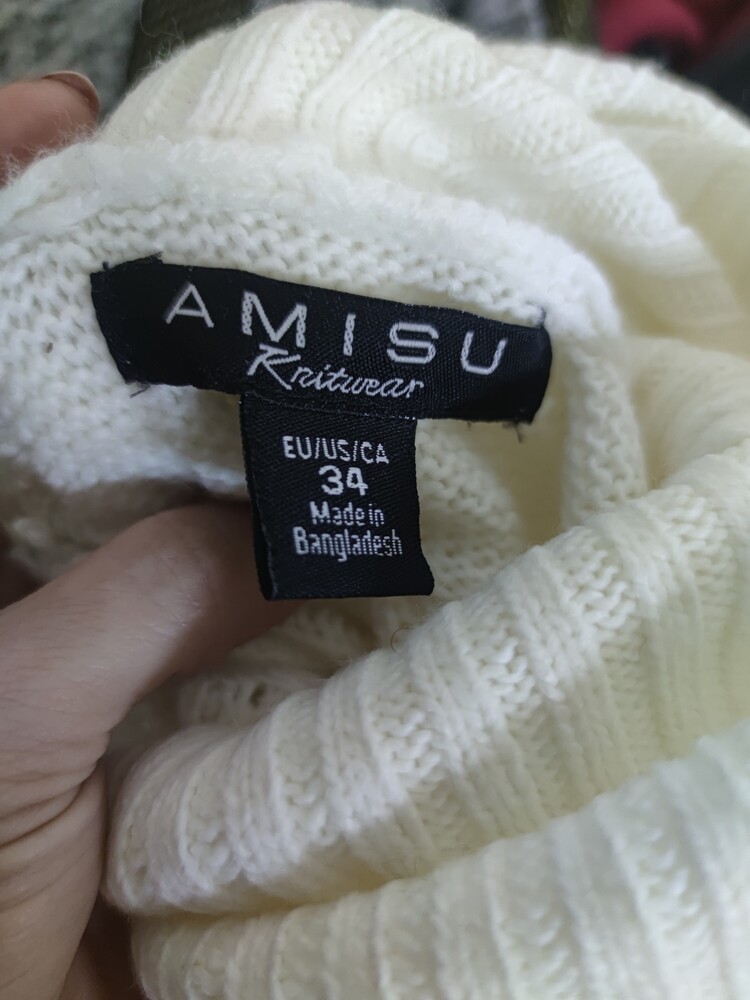 AMISU
Knitwear
EU/US/CA
34
Made in
Bangladesh